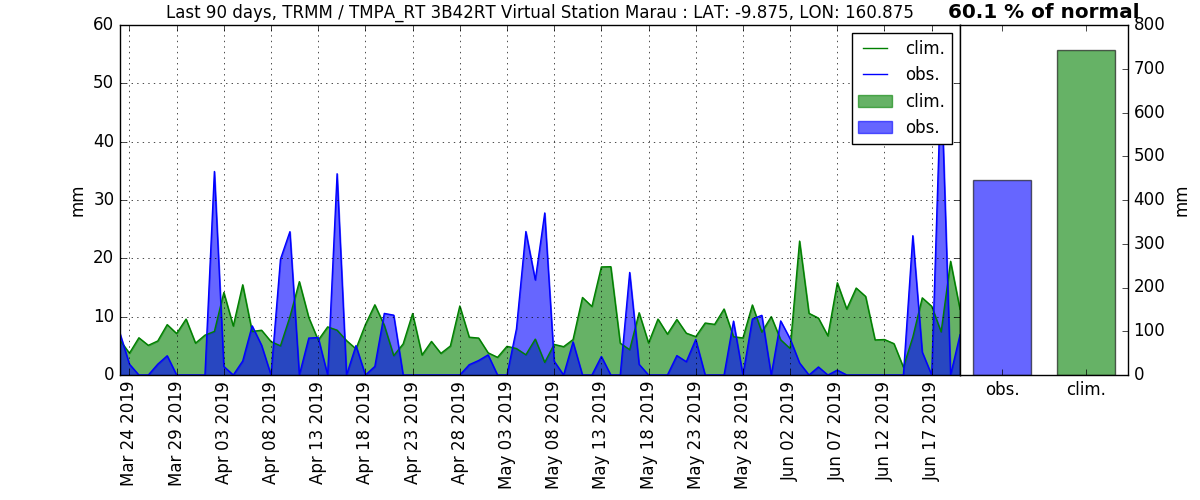 Last 90 days, TRMM / TMPA_RT 3B42RT Virtual Station Marau : LAT: -9.875, LON: 160.875
60.1 % of normal
60
50
40
30
20
10
0
mm
clim.
obs.
clim.
obs.
800
700
600
500
400
300
200
100
0
mm
obs.
clim.
Mar 24 2019
Mar 29 2019
Apr 03 2019
Apr 08 2019
Apr 13 2019
Apr 18 2019
Apr 23 2019
Apr 28 2019
May 03 2019
May 08 2019
May 13 2019
May 18 2019
May 23 2019
May 28 2019
Jun 02 2019
Jun 07 2019
Jun 12 2019
Jun 17 2019